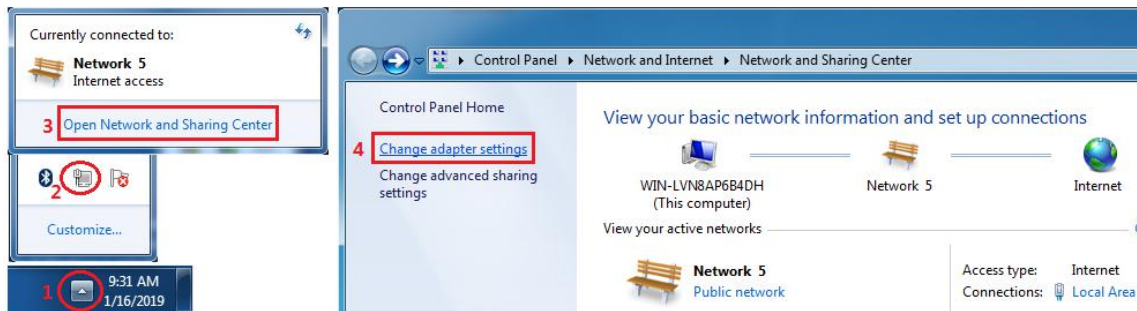 Currently connected to:
Network 5
Internet access
3 Open Network and Sharing Center
2
Customize...
1
9:31 AM
1/16/2019
Control Panel Network and Internet Network and Sharing Center
Control Panel Home
4 Change adapter settings
Change advanced sharing
settings
View your basic network information and set up connections
WIN-LVN8AP6B4DH
(This computer)
Network 5
Internet
View your active networks
Network 5
Public network
Access type: Internet
Connections: Local Area